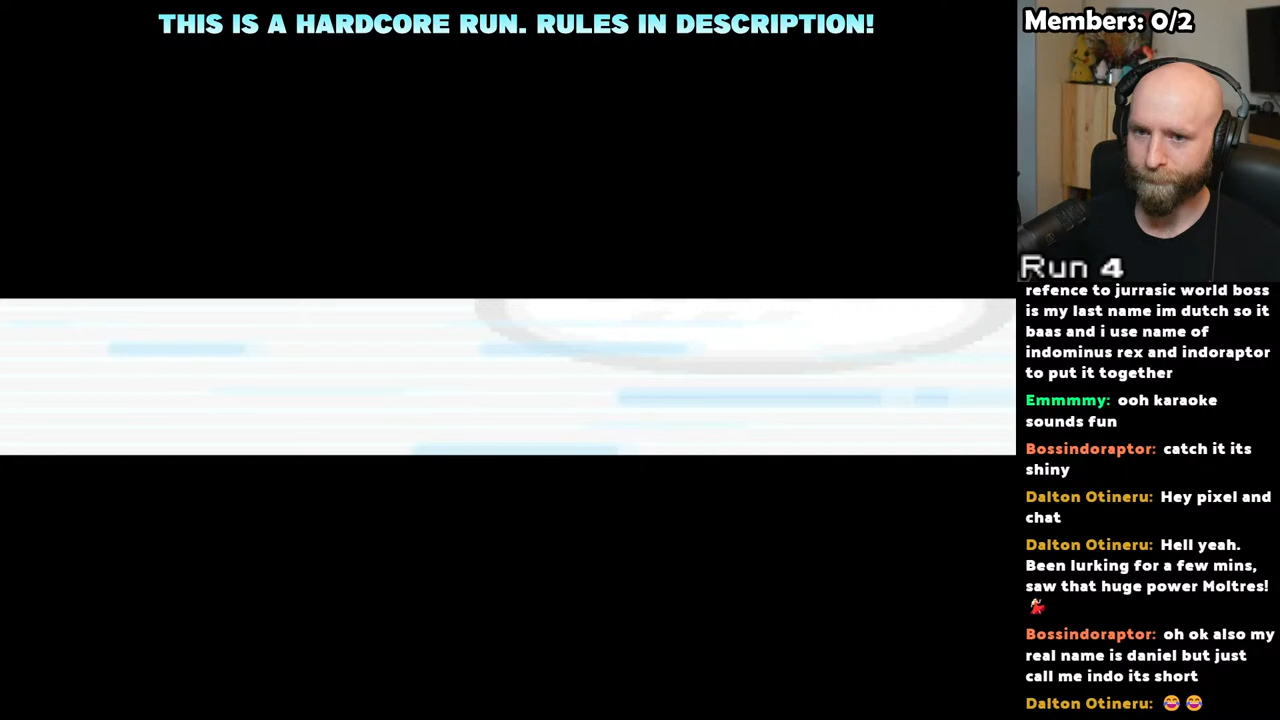 THIS IS A HARDCORE RUN. RULES IN DESCRIPTION!
Members: 0/2
Run 4
refence to jurrasic world boss
is my last name im dutch so it
baas and i use name of
indominus rex and indoraptor
to put it together
Emmmmy: ooh karaoke
sounds fun
Bossindoraptor: catch it its
shiny
Dalton Otineru: Hey pixel and
chat
Dalton Otineru: Hell yeah.
Been lurking for a few mins,
saw that huge power Moltres!
💃
Bossindoraptor: oh ok also my
real name is daniel but just
call me indo its short
Dalton Otineru: 😂 😂